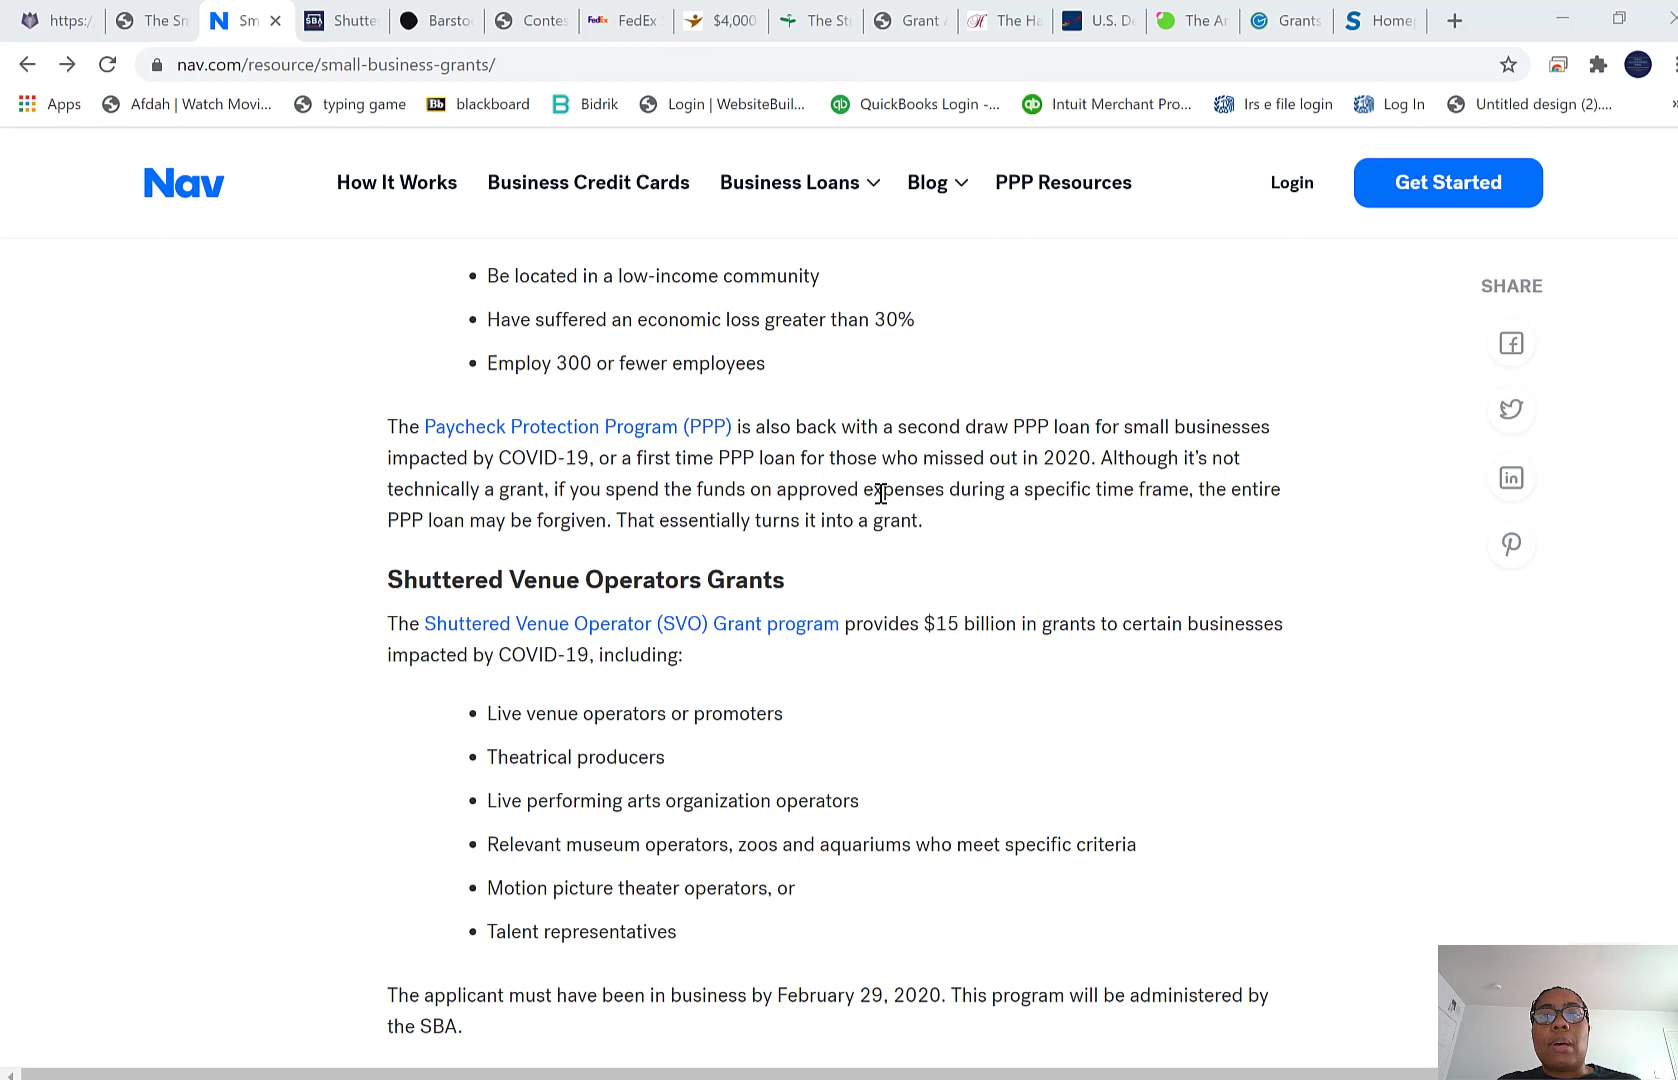 https:/
The Sm
Sm
Shutte
Barsto
Contes
FedEx
$4,000
The St
Grant
The Ha
U.S. D
The Ar
Grants
Home
nav.com/resource/small-business-grants/
Apps
Afdah | Watch Movi...
typing game
Bb
blackboard
Bidrik
Login | WebsiteBuil...
QuickBooks Login -...
Intuit Merchant Pro...
Irs e file login
Log In
Untitled design (2)....
Nav
How It Works
Business Credit Cards
Business Loans
Blog
PPP Resources
Login
Get Started
SHARE
• Be located in a low-income community
• Have suffered an economic loss greater than 30%
• Employ 300 or fewer employees
The Paycheck Protection Program (PPP) is also back with a second draw PPP loan for small businesses
impacted by COVID-19, or a first time PPP loan for those who missed out in 2020. Although it’s not
technically a grant, if you spend the funds on approved expenses during a specific time frame, the entire
PPP loan may be forgiven. That essentially turns it into a grant.
Shuttered Venue Operators Grants
The Shuttered Venue Operator (SVO) Grant program provides $15 billion in grants to certain businesses
impacted by COVID-19, including:
• Live venue operators or promoters
• Theatrical producers
• Live performing arts organization operators
• Relevant museum operators, zoos and aquariums who meet specific criteria
• Motion picture theater operators, or
• Talent representatives
The applicant must have been in business by February 29, 2020. This program will be administered by
the SBA.